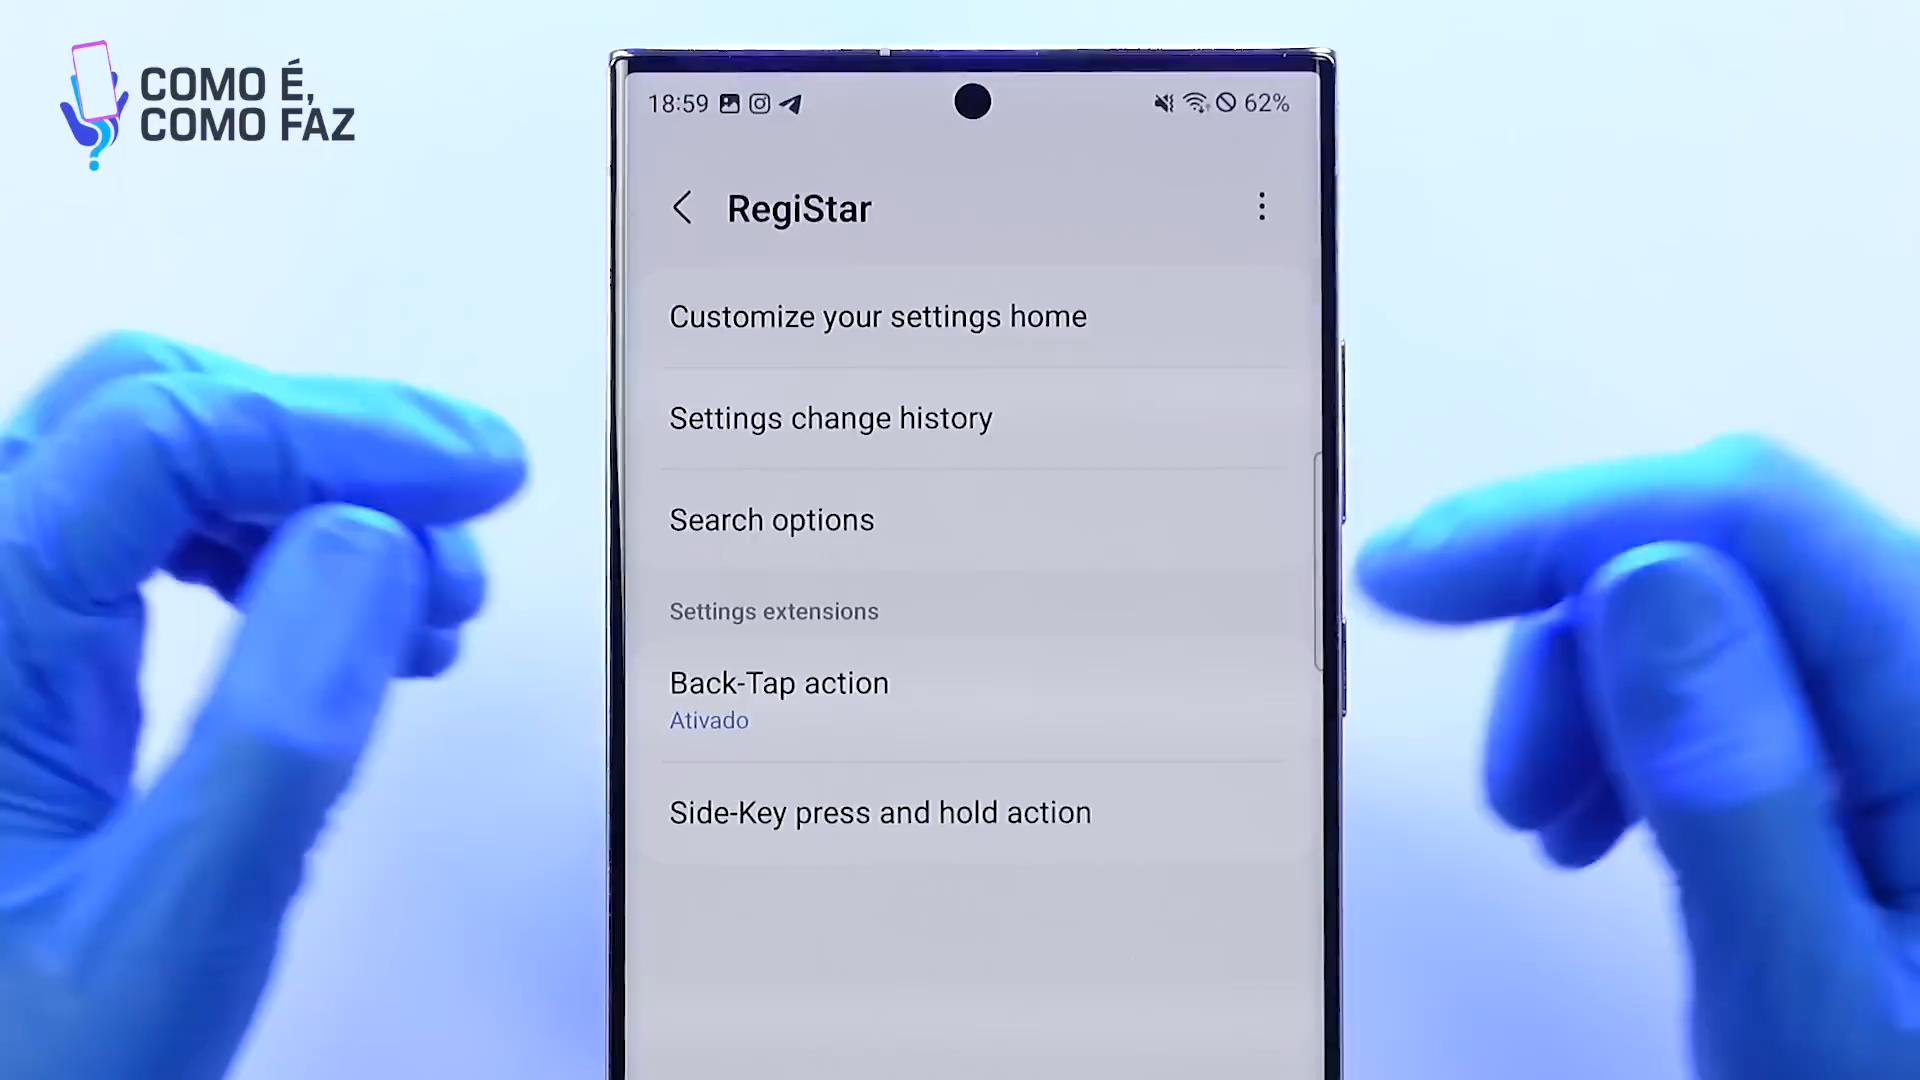 COMO É,
COMO FAZ
18:59
62%
RegiStar
Customize your settings home
Settings change history
Search options
Settings extensions
Back-Tap action
Ativado
Side-Key press and hold action